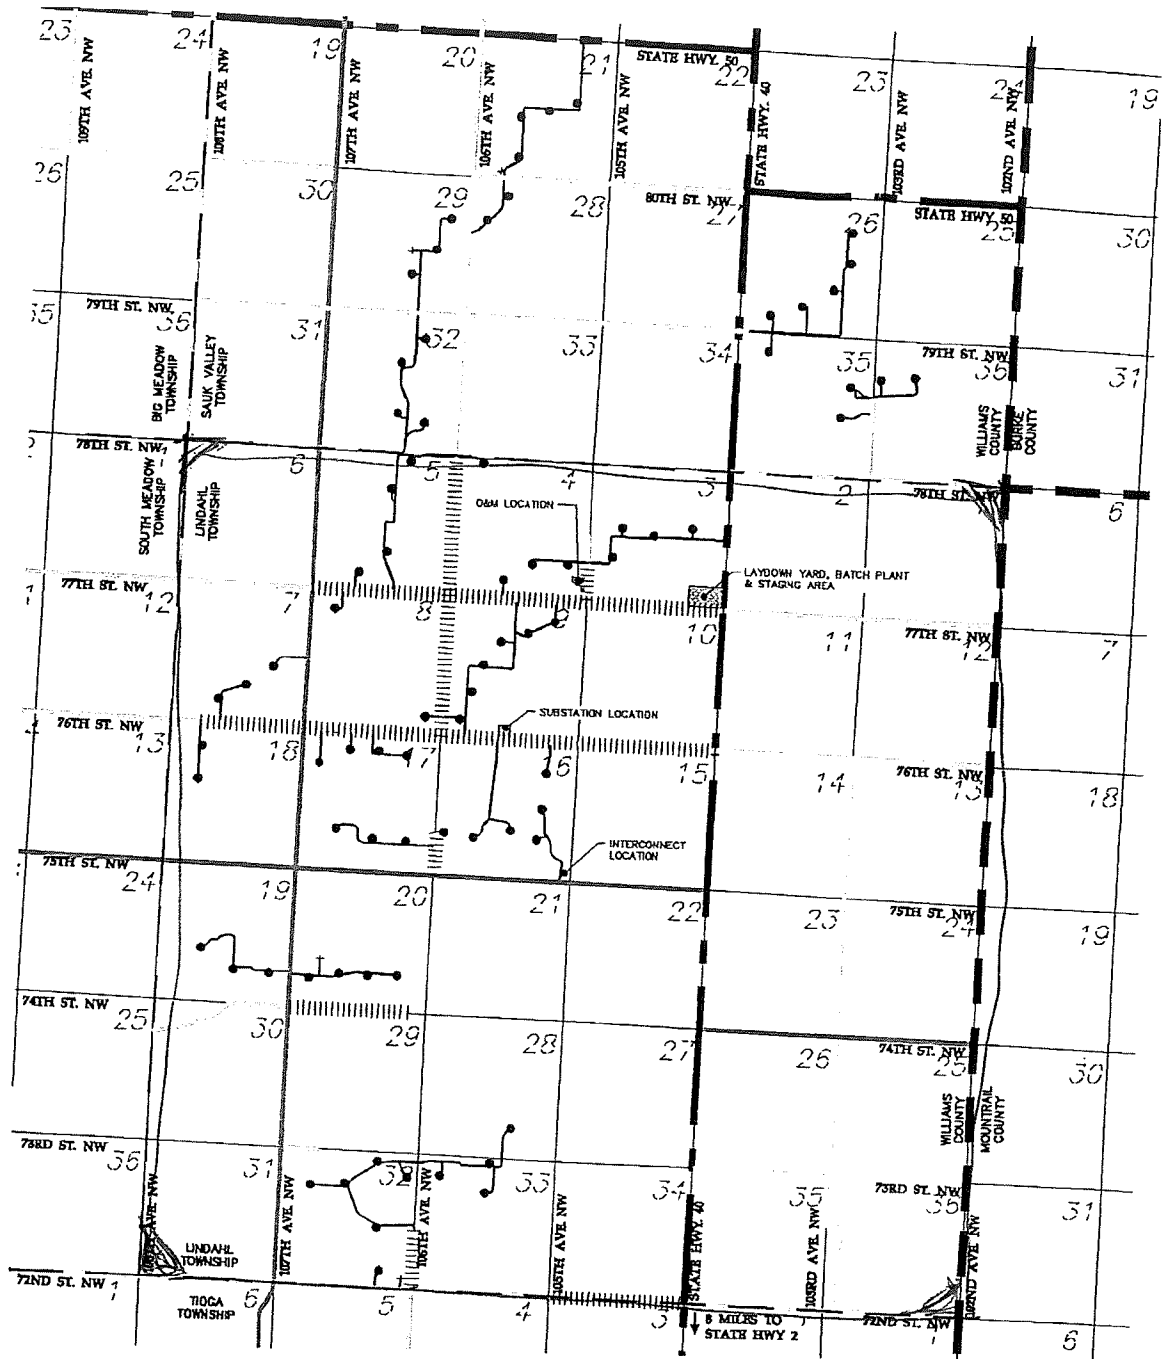 23
24
19
20
21
22
23
24
19
STATE HWY. 50
109TH AVE. NW
108TH AVE. NW
107TH AVE. NW
106TH AVE. NW
105TH AVE. NW
STATE HWY. 40
103RD AVE. NW
102ND AVE. NW
26
25
30
29
28
80TH ST. NW
27
26
STATE HWY 50
25
30
35
79TH ST. NW
36
31
32
33
34
35
79TH ST. NW
36
31
BIG MEADOW
TOWNSHIP
SAUK VALLEY
TOWNSHIP
WILLIAMS
COUNTY
BURKE
COUNTY
2
78TH ST. NW
1
6
5
4
3
2
78TH ST. NW
6
SOUTH MEADOW
TOWNSHIP
LINDAHL
TOWNSHIP
O&M LOCATION
LAYDOWN YARD, BATCH PLANT
& STAGING AREA
1
77TH ST. NW
12
7
8
9
10
11
77TH ST. NW
12
7
SUBSTATION LOCATION
76TH ST. NW
13
18
17
16
15
14
76TH ST. NW
13
18
INTERCONNECT
LOCATION
75TH ST. NW
24
19
20
21
22
23
75TH ST. NW
24
19
74TH ST. NW
25
30
29
28
27
26
74TH ST. NW
25
30
WILLIAMS
COUNTY
MOUNTRAIL
COUNTY
73RD ST. NW
36
31
32
33
34
35
73RD ST. NW
36
31
AVE. NW
107TH AVE. NW
106TH AVE. NW
105TH AVE. NW
STATE HWY. 40
103RD AVE. NW
102ND AVE. NW
LINDAHL
TOWNSHIP
72ND ST. NW
1
6
5
4
3
72ND ST. NW
1
6
TIOGA
TOWNSHIP
8 MILES TO
STATE HWY 2